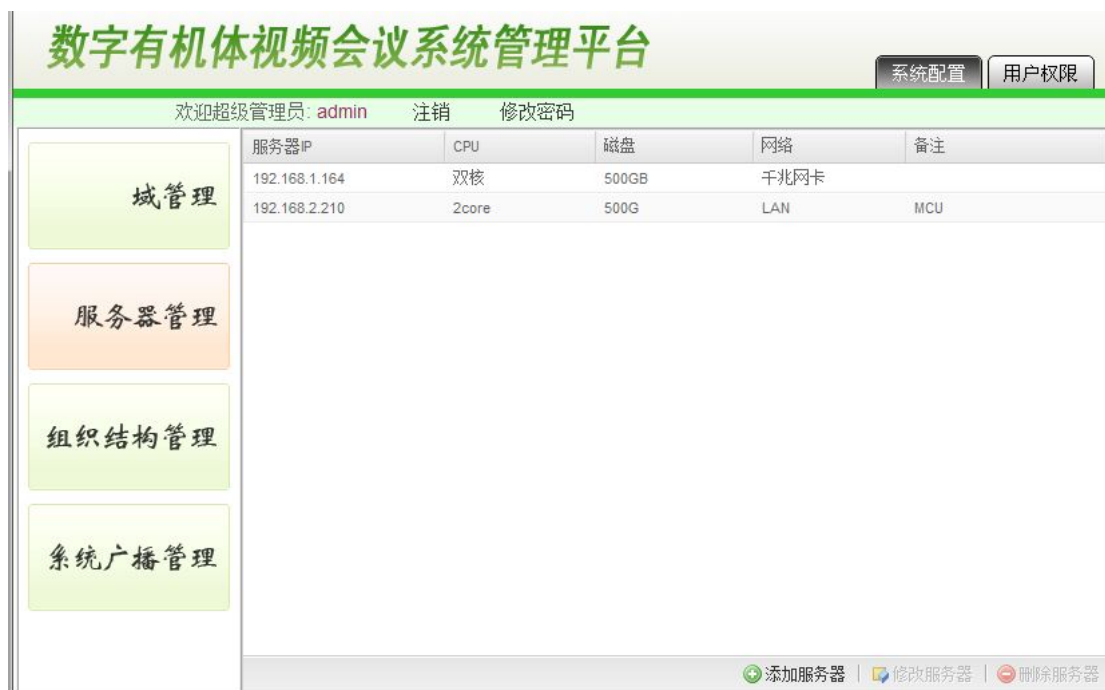 数字有机体视频会议系统管理平台
系统配置 用户权限
欢迎超级管理员: admin 注销 修改密码
域管理
服务器管理
组织结构管理
系统广播管理
服务器IP CPU 磁盘 网络 备注
192.168.1.164 双核 500GB 千兆网卡
192.168.2.210 2core 500G LAN MCU
添加服务器 修改服务器 删除服务器